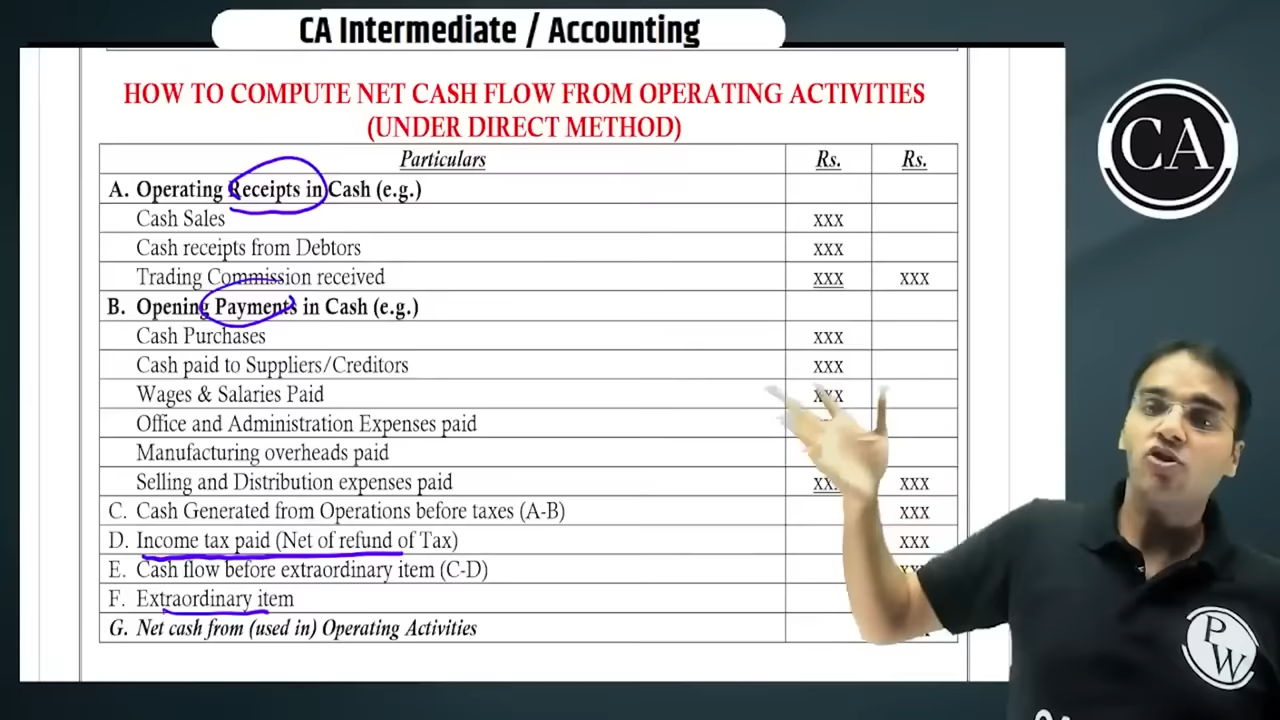 CA Intermediate / Accounting
HOW TO COMPUTE NET CASH FLOW FROM OPERATING ACTIVITIES
(UNDER DIRECT METHOD)
Particulars Rs. Rs.
A. Operating Receipts in Cash (e.g.)
Cash Sales xxx
Cash receipts from Debtors xxx
Trading Commission received xxx xxx
B. Opening Payments in Cash (e.g.)
Cash Purchases xxx
Cash paid to Suppliers/Creditors xxx
Wages & Salaries Paid xxx
Office and Administration Expenses paid
Manufacturing overheads paid
Selling and Distribution expenses paid xxx
C. Cash Generated from Operations before taxes (A-B) xxx
D. Income tax paid (Net of refund of Tax) xxx
E. Cash flow before extraordinary item (C-D)
F. Extraordinary item
G. Net cash from (used in) Operating Activities
CA
PW